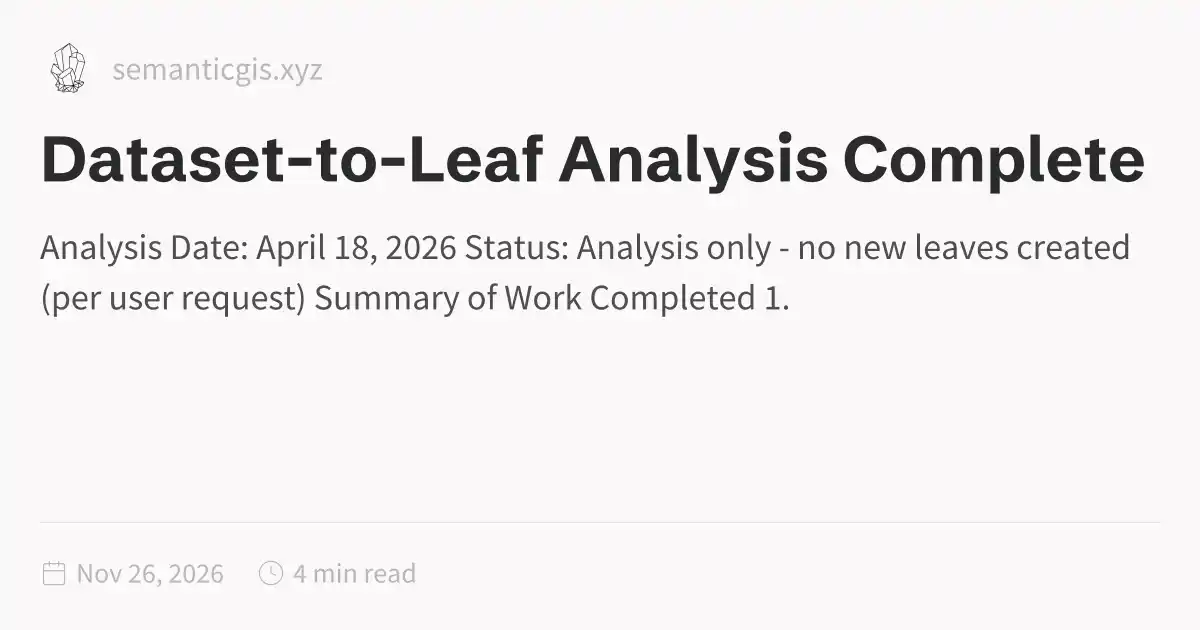 semanticgis.xyz
Dataset-to-Leaf Analysis Complete
Analysis Date: April 18, 2026 Status: Analysis only - no new leaves created
(per user request) Summary of Work Completed 1.
Nov 26, 2026 4 min read